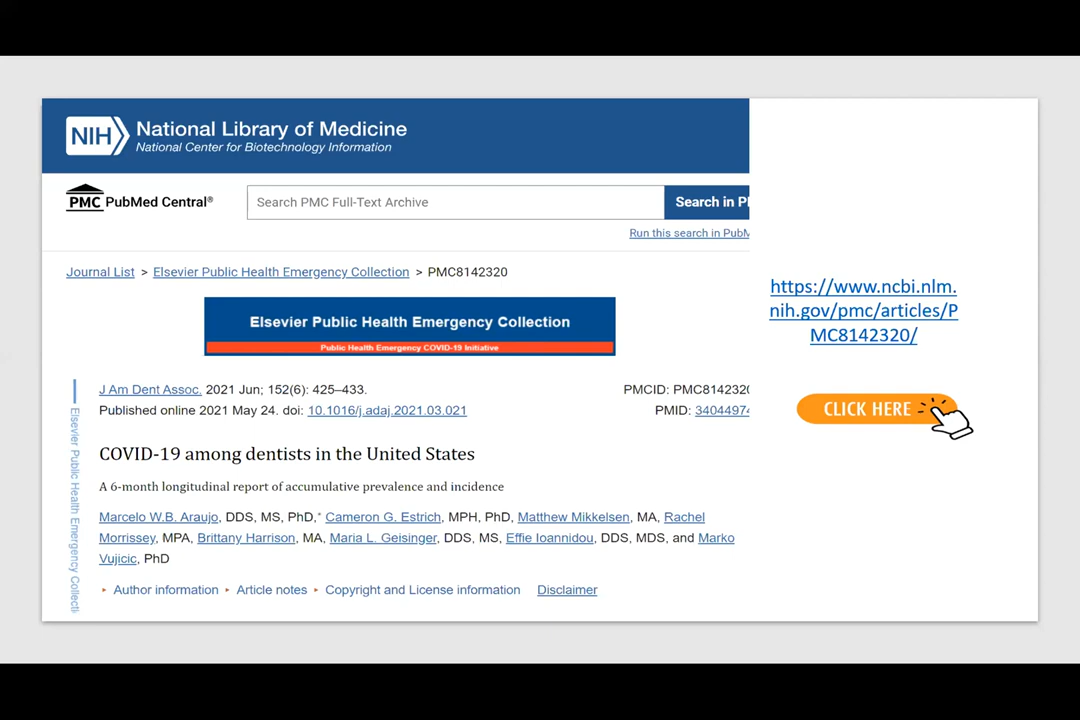 NIH National Library of Medicine
National Center for Biotechnology Information
PMC PubMed Central®
Search PMC Full-Text Archive
Search in
Run this search in
Journal List > Elsevier Public Health Emergency Collection > PMC8142320
Elsevier Public Health Emergency Collection
Public Health Emergency COVID-19 Initiative
Elsevier Public Health Emergency
J Am Dent Assoc. 2021 Jun; 152(6): 425–433.
PMCID: PMC8142320
Published online 2021 May 24. doi: 10.1016/j.adaj.2021.03.021
PMID: 34044974
COVID-19 among dentists in the United States
A 6-month longitudinal report of accumulative prevalence and incidence
Marcelo W.B. Araujo, DDS, MS, PhD,* Cameron G. Estrich, MPH, PhD, Matthew Mikkelsen, MA, Rachel
Morrissey, MPA, Brittany Harrison, MA, Maria L. Geisinger, DDS, MS, Effie Ioannidou, DDS, MDS, and Marko
Vujicic, PhD
Author information Article notes Copyright and License information Disclaimer
https://www.ncbi.nlm.
nih.gov/pmc/articles/P
MC8142320/
CLICK HERE